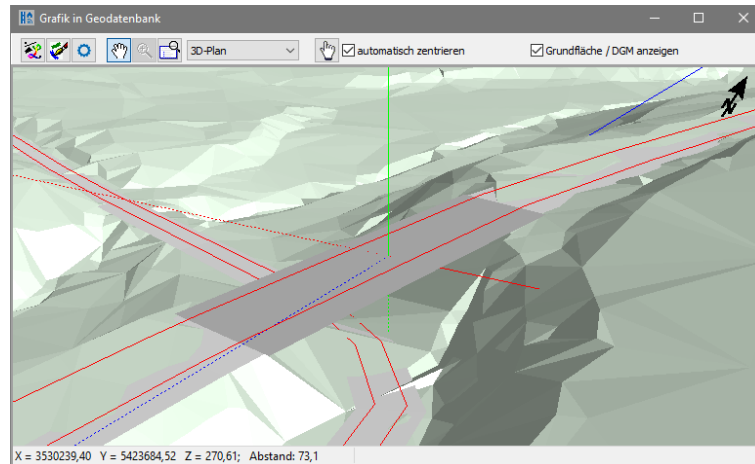 Grafik in Geodatenbank
3D-Plan
automatisch zentrieren
Grundfläche / DGM anzeigen
N
X = 3530239,40 Y = 5423684,52 Z = 270,61; Abstand: 73,1